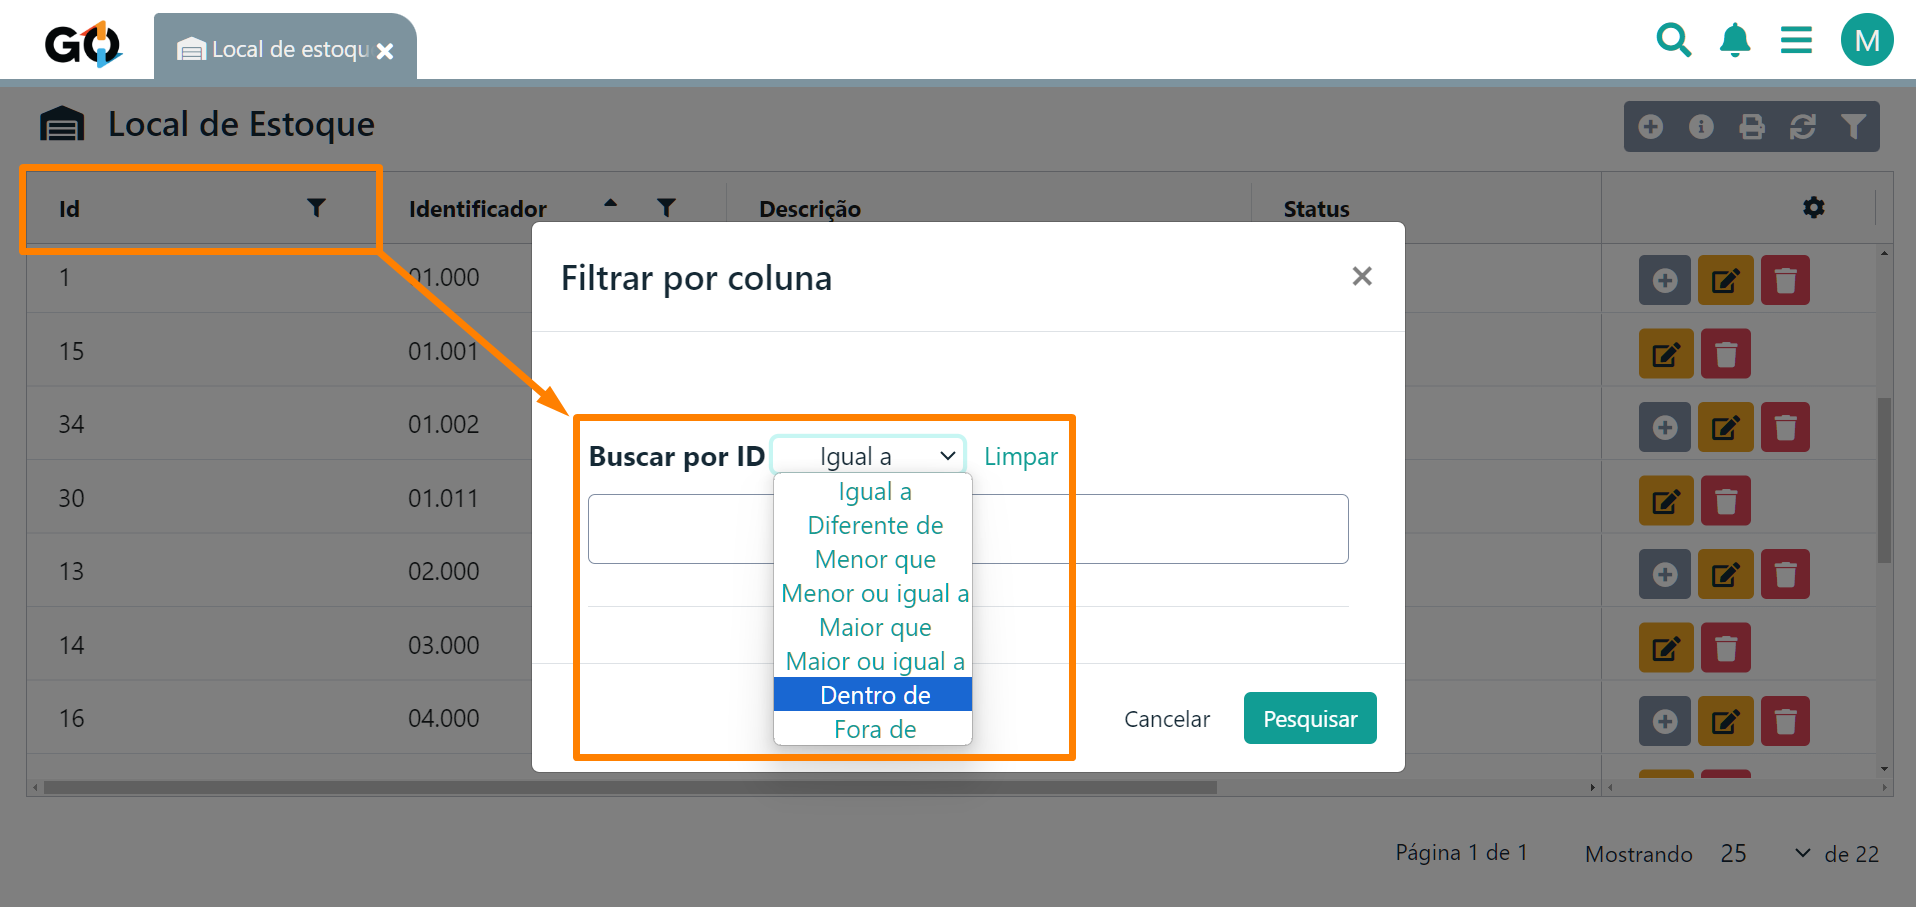 GO
Local de estoqu
M
Local de Estoque
Id
Identificador
Descrição
Status
1
01.000
15
01.001
34
01.002
30
01.011
13
02.000
14
03.000
16
04.000
Filtrar por coluna
Buscar por ID
Igual a
Limpar
Igual a
Diferente de
Menor que
Menor ou igual a
Maior que
Maior ou igual a
Dentro de
Fora de
Cancelar
Pesquisar
Página 1 de 1
Mostrando 25 de 22